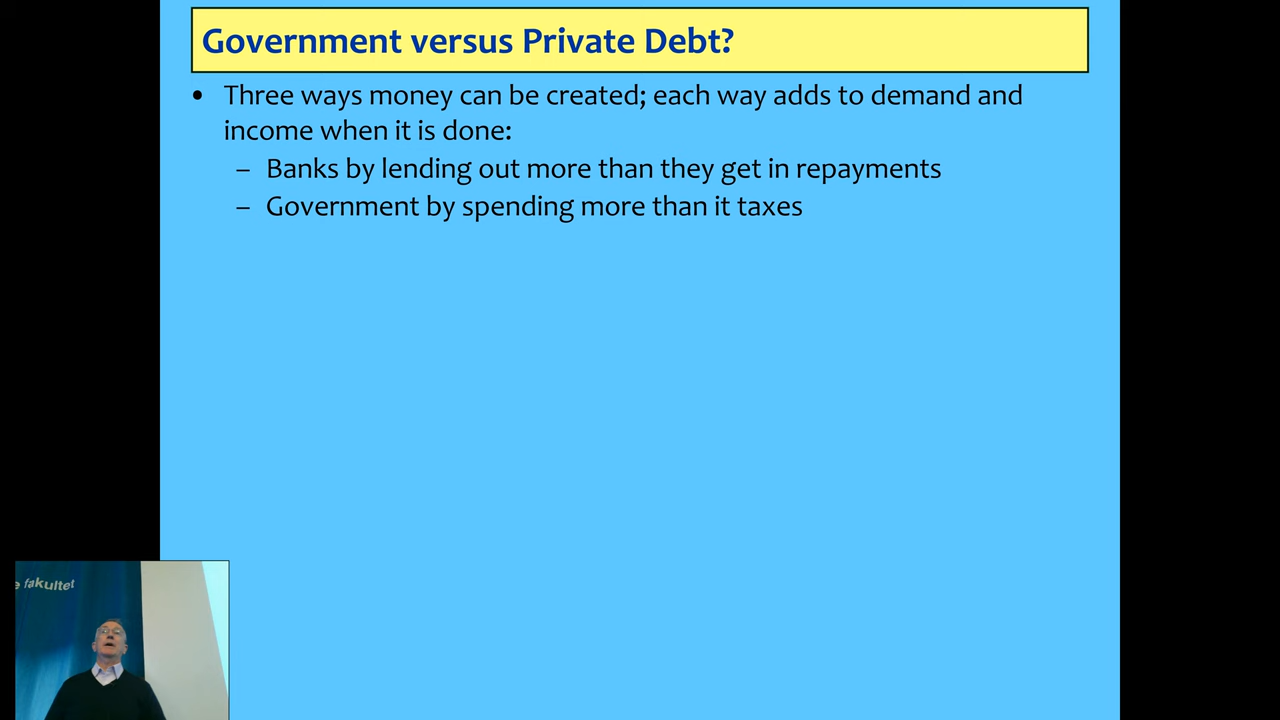 Government versus Private Debt?
• Three ways money can be created; each way adds to demand and
income when it is done:
– Banks by lending out more than they get in repayments
– Government by spending more than it taxes
e fakultet